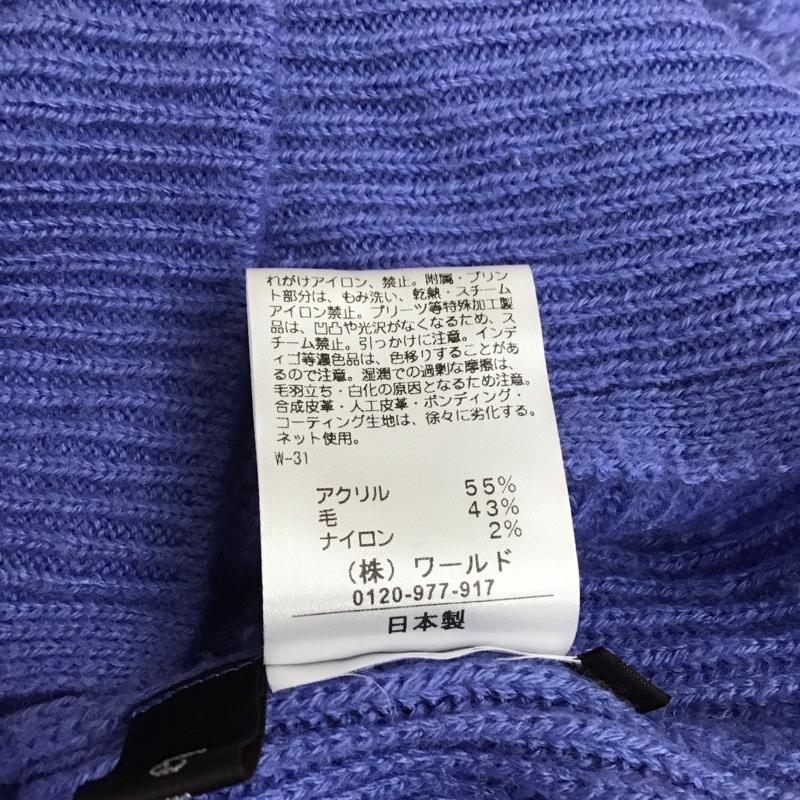 れがけアイロン、禁止。附属・プリン
ト部分は、もみ洗い、乾熱・スチーム
アイロン禁止。プリーツ等特殊加工製
品は、凹凸や光沢がなくなるため、ス
チーム禁止。引っかけに注意。インデ
ィゴ等濃色品は、色移りすることがあ
るので注意。湿潤での過剰な摩擦は、
毛羽立ち・白化の原因となるため注意。
合成皮革・人工皮革・ボンディング・
コーティング生地は、徐々に劣化する。
ネット使用。
W-31
アクリル 55%
毛 43%
ナイロン 2%
（株）ワールド
0120-977-917
日本製